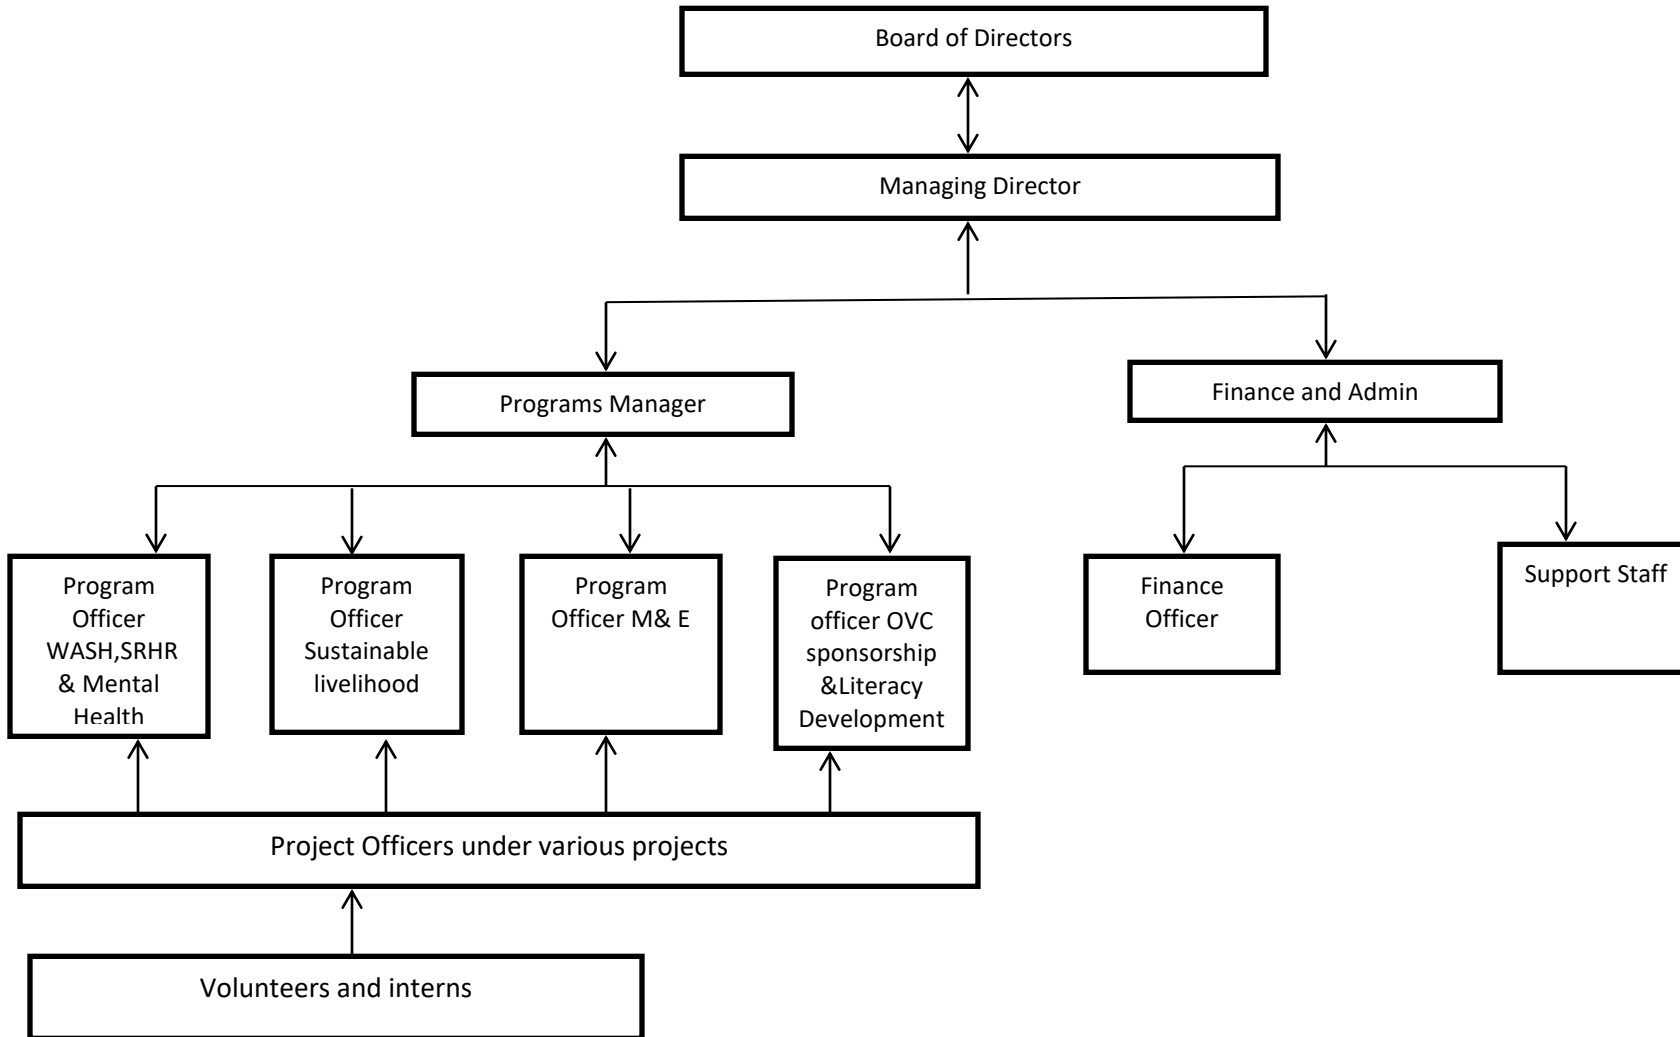 Board of Directors
Managing Director
Programs Manager
Finance and Admin
Program
Officer
WASH,SRHR
& Mental
Health
Program
Officer
Sustainable
livelihood
Program
Officer M& E
Program
officer OVC
sponsorship
&Literacy
Development
Finance
Officer
Support Staff
Project Officers under various projects
Volunteers and interns